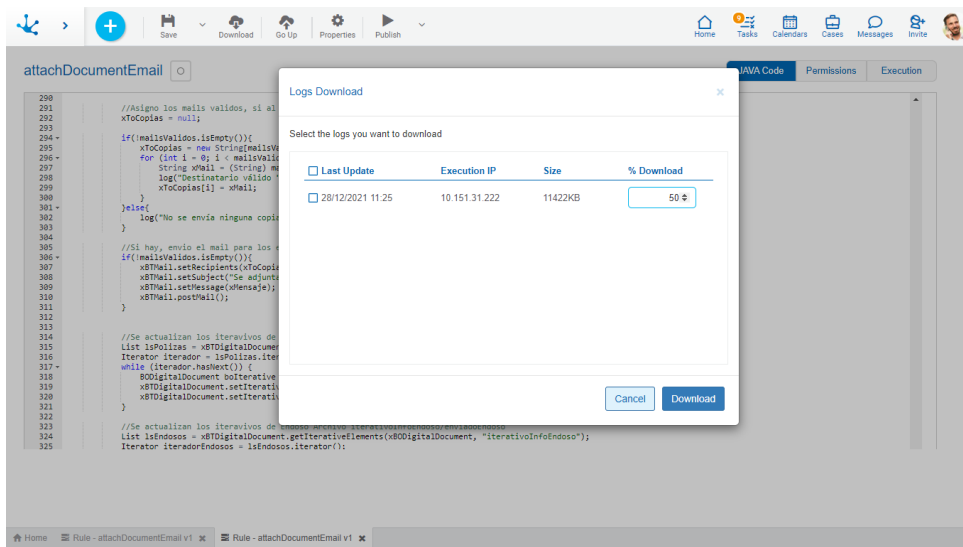 Save
Download
Go Up
Properties
Publish
Home
9
Tasks
Calendars
Cases
Messages
Invite
attachDocumentEmail
JAVA Code
Permissions
Execution
290
291 //Asigno los mails validos, si al
292 xToCopias = null;
293
294 if(!mailsValidos.isEmpty()){
295 xToCopias = new String[mailsVa
296 for (int i = 0; i < mailsValid
297 String xMail = (String) ma
298 log("Destinatario válido "
299 xToCopias[i] = xMail;
300 }
301 }else{
302 log("No se envía ninguna copia
303 }
304
305 //Si hay, envio el mail para los e
306 if(!mailsValidos.isEmpty()){
307 xBTMail.setRecipients(xToCopia
308 xBTMail.setSubject("Se adjunta
309 xBTMail.setMessage(xMensaje);
310 xBTMail.postMail();
311 }
312
313
314 //Se actualizan los iteravivos de
315 List lsPolizas = xBTDigitalDocumen
316 Iterator iterador = lsPolizas.iter
317 while (iterador.hasNext()) {
318 BODigitalDocument boIterative
319 xBTDigitalDocument.setIterativ
320 xBTDigitalDocument.setIterativ
321 }
322
323 //Se actualizan los iteravivos de Endoso Archivo iterativoInfoEndoso/enviadoEndoso
324 List lsEndosos = xBTDigitalDocument.getIterativeElements(xBODigitalDocument, "iterativoInfoEndoso");
325 Iterator iteradorEndosos = lsEndosos.iterator();
Logs Download
×
Select the logs you want to download
Last Update Execution IP Size % Download
28/12/2021 11:25 10.151.31.222 11422KB 50
Cancel Download
Home Rule - attachDocumentEmail v1 Rule - attachDocumentEmail v1